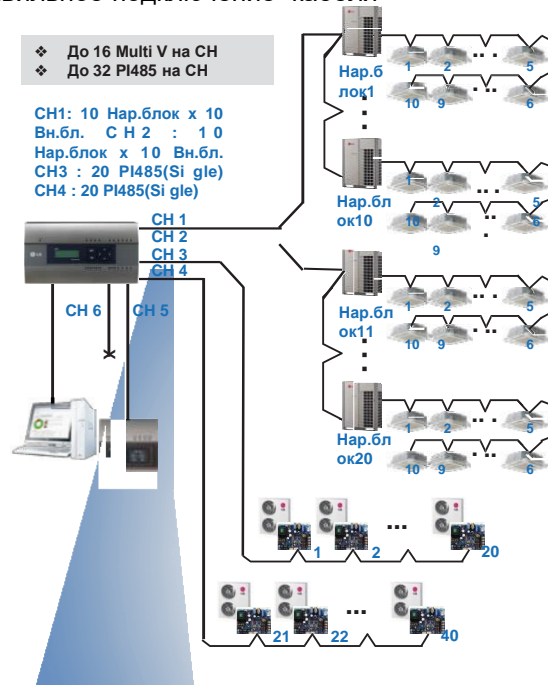 вильное подключение кабеля
❖ До 16 Multi V на CH
❖ До 32 PI485 на CH
CH1: 10 Нар.блок x 10
Вн.бл. CH2 : 10
Нар.блок x 10 Вн.бл.
CH3 : 20 PI485(Si gle)
CH4 : 20 PI485(Si gle)
CH 1
CH 2
CH 3
CH 4
CH 6
CH 5
Нар.б
лок1
1 2 5
10 9 6
Нар.бл
ок10
1 2 5
10 9 6
Нар.бл
ок11
1 2 5
10 9 6
Нар.бл
ок20
1 2 5
10 9 6
1 2 ... 20
21 22 ... 40